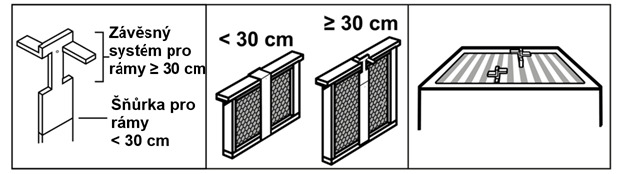 Závěsný
systém pro
rámy ≥ 30 cm
Šňůrka pro
rámy
< 30 cm
< 30 cm
≥ 30 cm